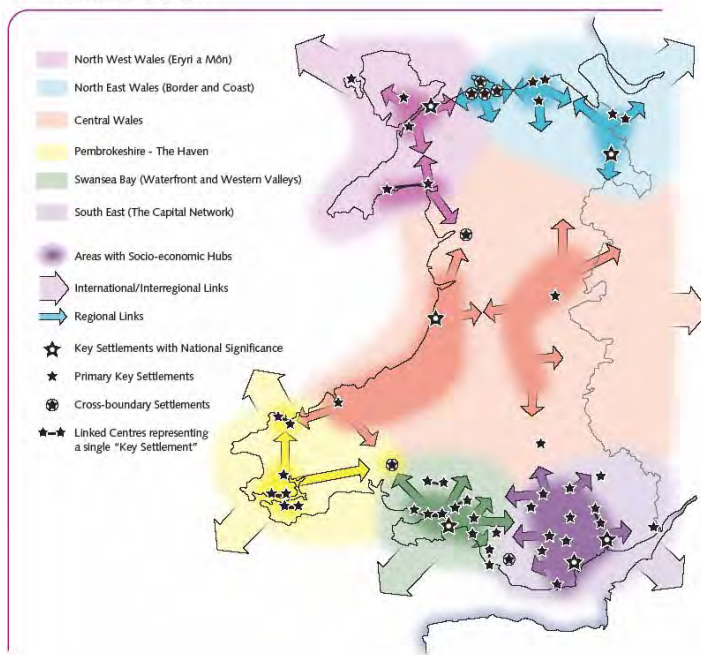 North West Wales (Eryri a Môn)
North East Wales (Border and Coast)
Central Wales
Pembrokeshire - The Haven
Swansea Bay (Waterfront and Western Valleys)
South East (The Capital Network)
Areas with Socio-economic Hubs
International/Interregional Links
Regional Links
Key Settlements with National Significance
Primary Key Settlements
Cross-boundary Settlements
Linked Centres representing
a single "Key Settlement"